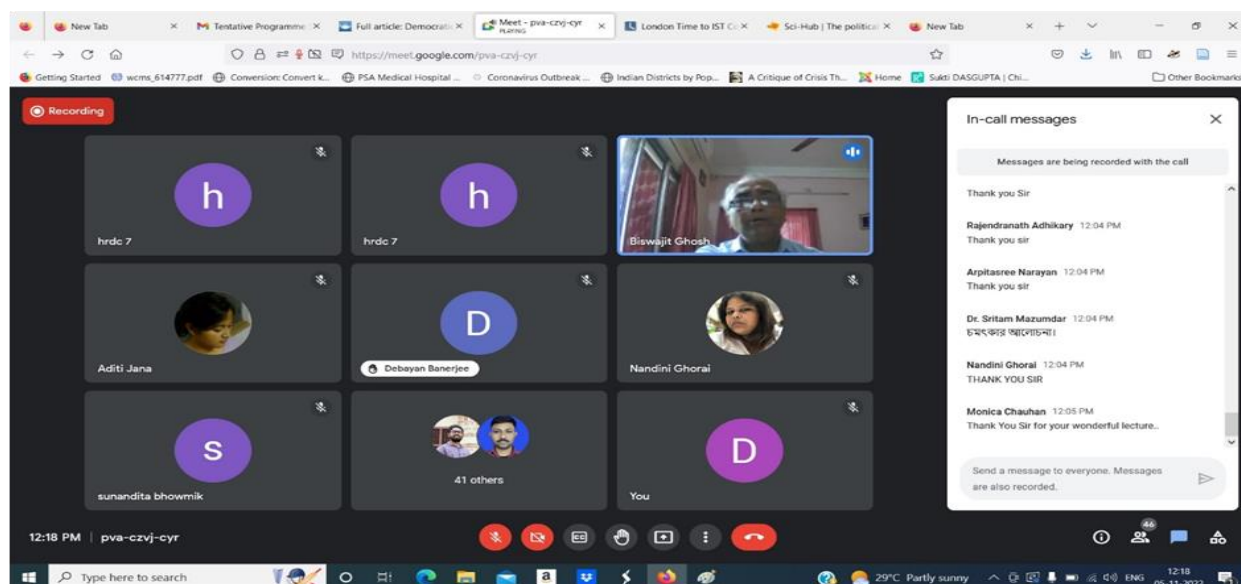 New Tab
Tentative Programme
Full article: Democratic
Meet - pva-czvj-cyr
PLAYING
London Time to IST
Sci-Hub | The politica
New Tab
https://meet.google.com/pva-czvj-cyr
Getting Started
wcms_614777.pdf
Conversion: Convert k...
PSA Medical Hospital ...
Coronavirus Outbreak ...
Indian Districts by Pop...
A Critique of Crisis Th...
Home
Sukti DASGUPTA | Chi...
Other Bookmarks
Recording
h
hrdc 7
h
hrdc 7
Biswajit Ghosh
Aditi Jana
D
Debayan Banerjee
Nandini Ghorai
s
sunandita bhowmik
41 others
D
You
In-call messages
Messages are being recorded with the call
Thank you Sir
Rajendranath Adhikary 12:04 PM
Thank you sir
Arpitasree Narayan 12:04 PM
Thank you sir
Dr. Sritam Mazumdar 12:04 PM
চমৎকার আলোচনা।
Nandini Ghorai 12:04 PM
THANK YOU SIR
Monica Chauhan 12:05 PM
Thank You Sir for your wonderful lecture..
Send a message to everyone. Messages
are also recorded.
12:18 PM | pva-czvj-cyr
46
Type here to search
29°C Partly sunny
ENG
12:18